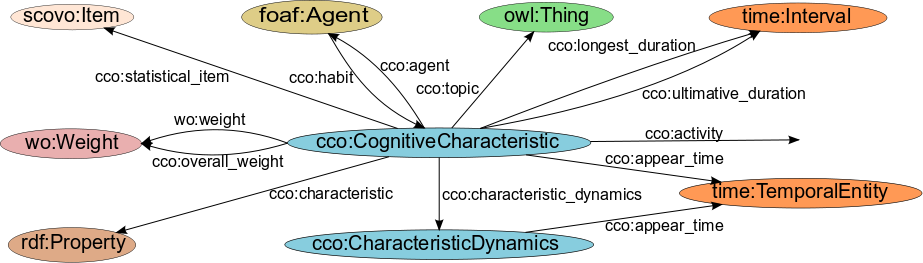 scovo:Item
foaf:Agent
owl:Thing
time:Interval
cco:longest_duration
cco:agent
cco:statistical_item
cco:habit
cco:topic
cco:ultimative_duration
wo:weight
cco:activity
wo:Weight
cco:CognitiveCharacteristic
cco:overall_weight
cco:appear_time
cco:characteristic
cco:characteristic_dynamics
time:TemporalEntity
cco:appear_time
rdf:Property
cco:CharacteristicDynamics